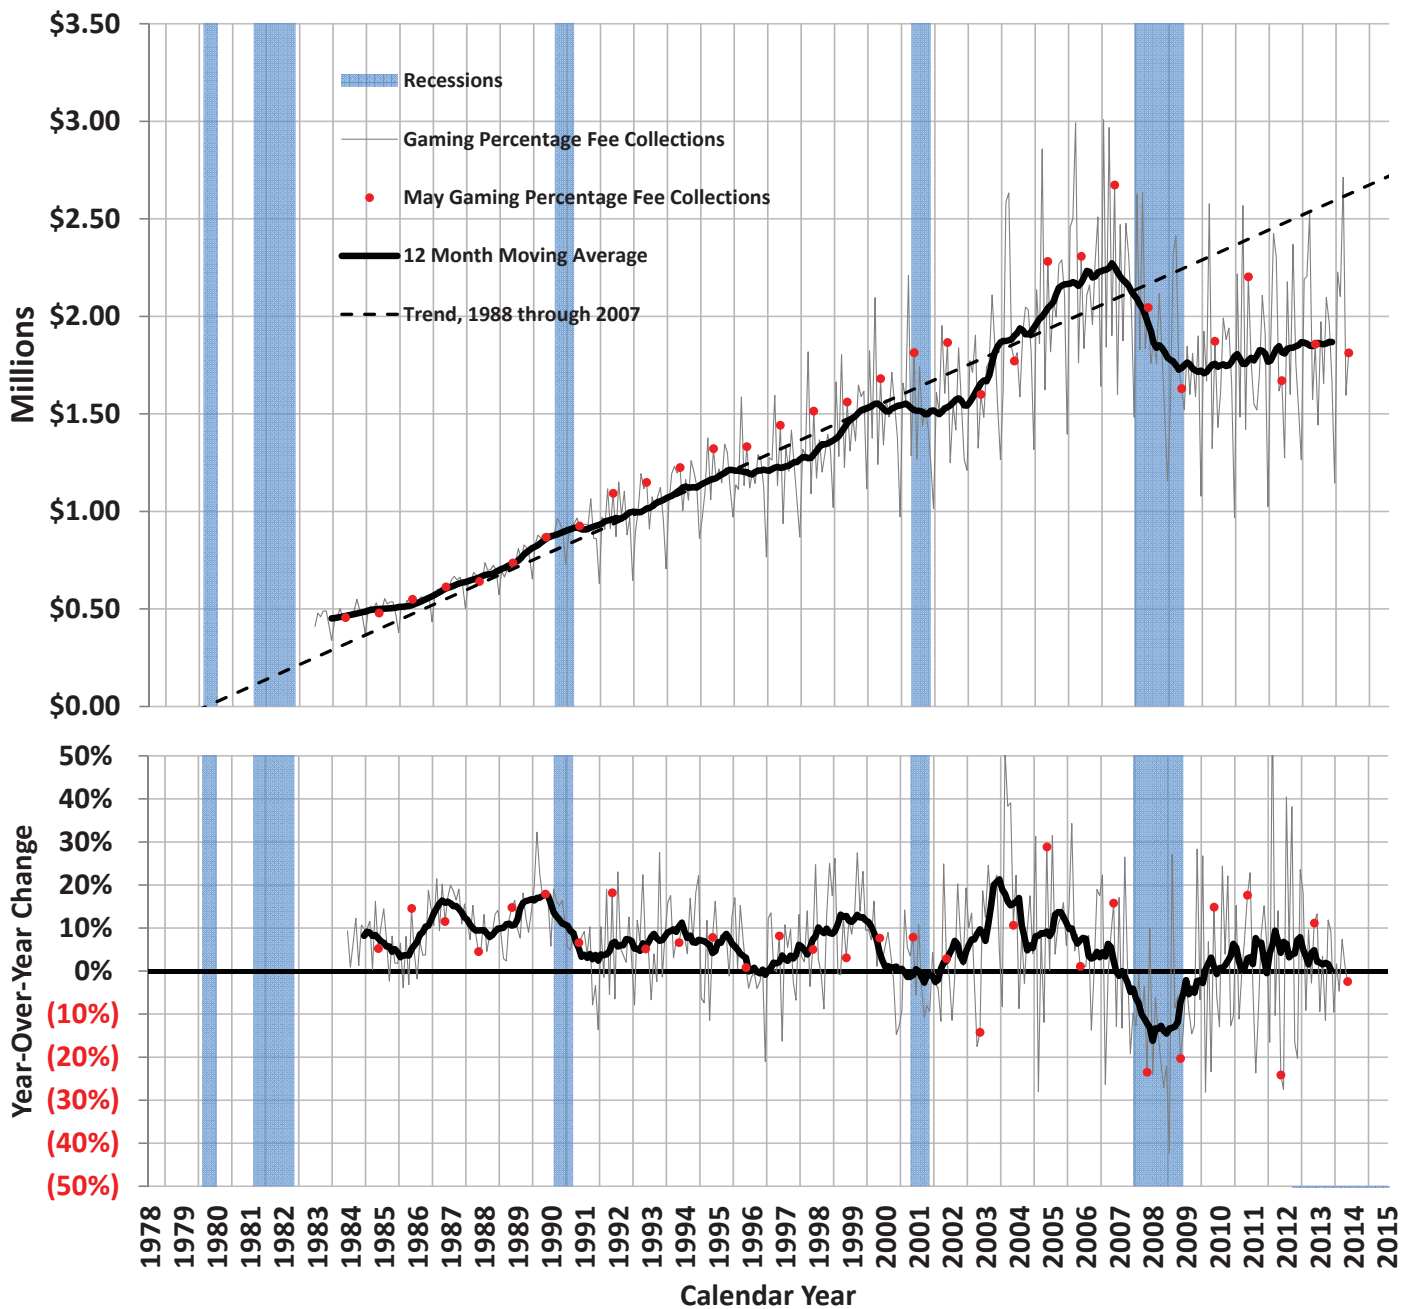 $3.50
$3.00
$2.50
$2.00
$1.50
$1.00
$0.50
$0.00
Millions
Recessions
Gaming Percentage Fee Collections
May Gaming Percentage Fee Collections
12 Month Moving Average
Trend, 1988 through 2007
50%
40%
30%
20%
10%
0%
(10%)
(20%)
(30%)
(40%)
(50%)
Year-Over-Year Change
1978 1979 1980 1981 1982 1983 1984 1985 1986 1987 1988 1989 1990 1991 1992 1993 1994 1995 1996 1997 1998 1999 2000 2001 2002 2003 2004 2005 2006 2007 2008 2009 2010 2011 2012 2013 2014 2015
Calendar Year